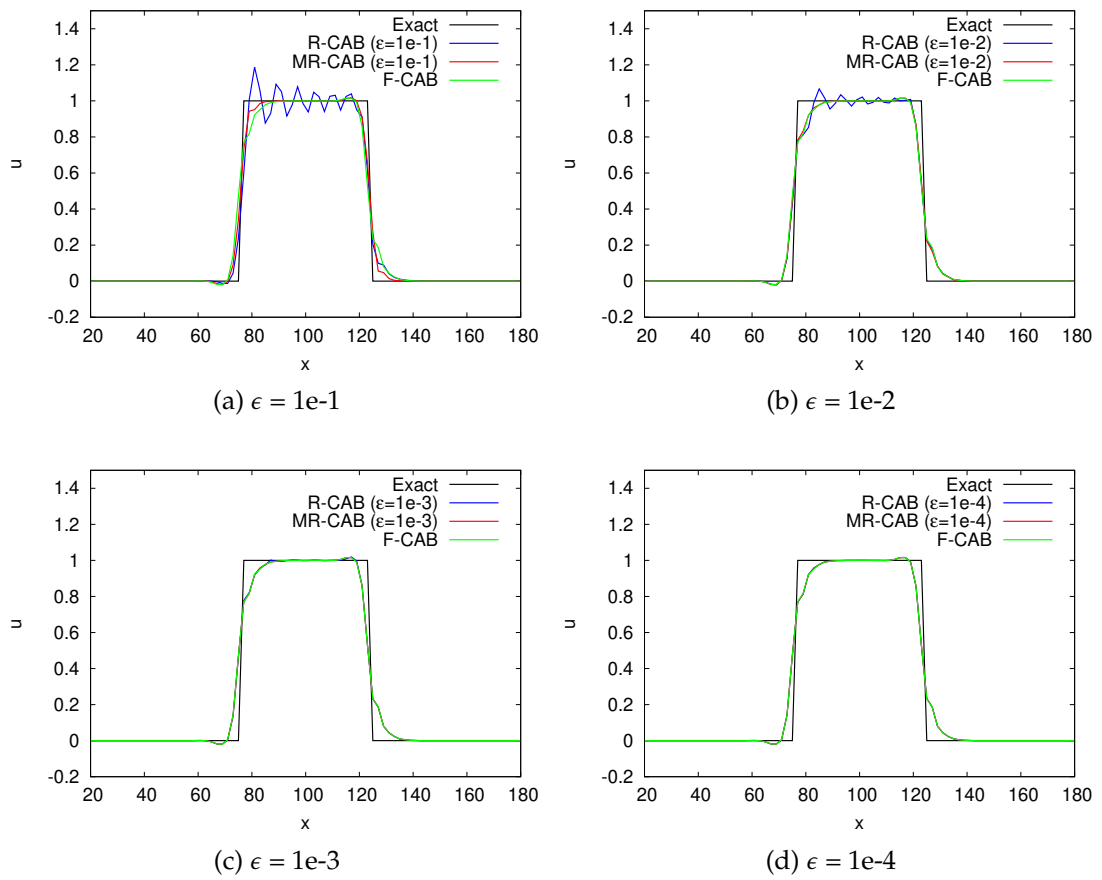 1.4
1.2
1
0.8
0.6
0.4
0.2
0
-0.2
u
Exact
R-CAB (ε=1e-1)
MR-CAB (ε=1e-1)
F-CAB
20 40 60 80 100 120 140 160 180
x
(a) ϵ = 1e-1
1.4
1.2
1
0.8
0.6
0.4
0.2
0
-0.2
u
Exact
R-CAB (ε=1e-2)
MR-CAB (ε=1e-2)
F-CAB
20 40 60 80 100 120 140 160 180
x
(b) ϵ = 1e-2
1.4
1.2
1
0.8
0.6
0.4
0.2
0
-0.2
u
Exact
R-CAB (ε=1e-3)
MR-CAB (ε=1e-3)
F-CAB
20 40 60 80 100 120 140 160 180
x
(c) ϵ = 1e-3
1.4
1.2
1
0.8
0.6
0.4
0.2
0
-0.2
u
Exact
R-CAB (ε=1e-4)
MR-CAB (ε=1e-4)
F-CAB
20 40 60 80 100 120 140 160 180
x
(d) ϵ = 1e-4